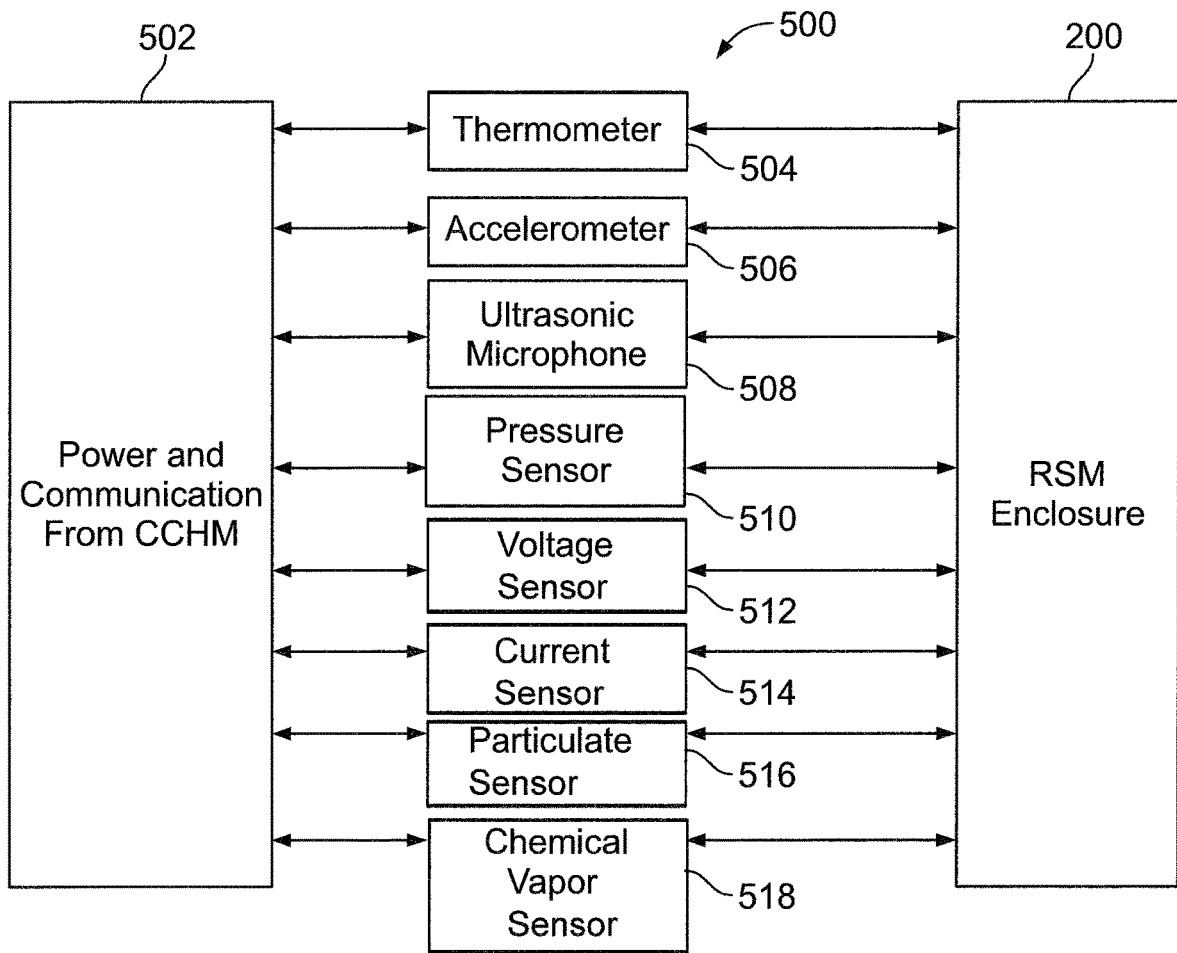 500
502
200
Thermometer
504
Accelerometer
506
Ultrasonic
Microphone
508
Pressure
Sensor
510
Voltage
Sensor
512
Current
Sensor
514
Particulate
Sensor
516
Chemical
Vapor
Sensor
518
Power and
Communication
From CCHM
RSM
Enclosure